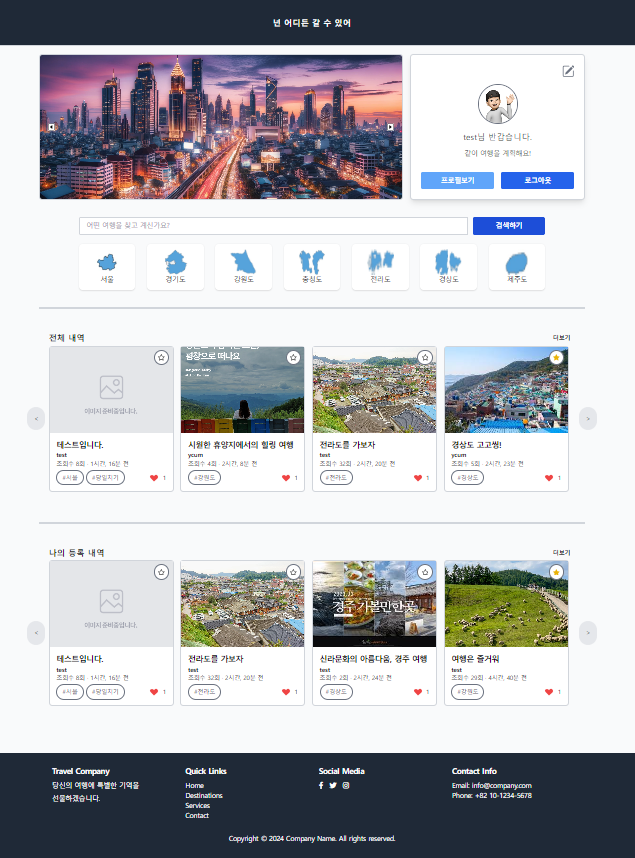 넌 어디든 갈 수 있어
test님 반갑습니다.
같이 여행을 계획해요!
프로필보기
로그아웃
어떤 여행을 찾고 계신가요?
검색하기
서울
경기도
강원도
충청도
전라도
경상도
제주도
전체 내역
더보기
<
이미지 준비중입니다.
평창으로 떠나요
>
테스트입니다.
test
조회수 8회 · 1시간, 16분 전
#서울
#당일치기
1
시원한 휴양지에서의 힐링 여행
ycum
조회수 4회 · 2시간, 8분 전
#강원도
1
전라도를 가보자
test
조회수 32회 · 2시간, 20분 전
#전라도
1
경상도 고고씽!
ycum
조회수 5회 · 2시간, 23분 전
#경상도
1
나의 등록 내역
더보기
<
이미지 준비중입니다.
경주 가볼만한곳
>
테스트입니다.
test
조회수 8회 · 1시간, 16분 전
#서울
#당일치기
1
전라도를 가보자
test
조회수 32회 · 2시간, 20분 전
#전라도
1
신라문화의 아름다움, 경주 여행
test
조회수 2회 · 2시간, 24분 전
#경상도
1
여행은 즐거워
test
조회수 29회 · 4시간, 40분 전
#강원도
1
Travel Company
당신의 여행에 특별한 기억을
선물하겠습니다.
Quick Links
Home
Destinations
Services
Contact
Social Media
Contact Info
Email: info@company.com
Phone: +82 10-1234-5678
Copyright © 2024 Company Name. All rights reserved.